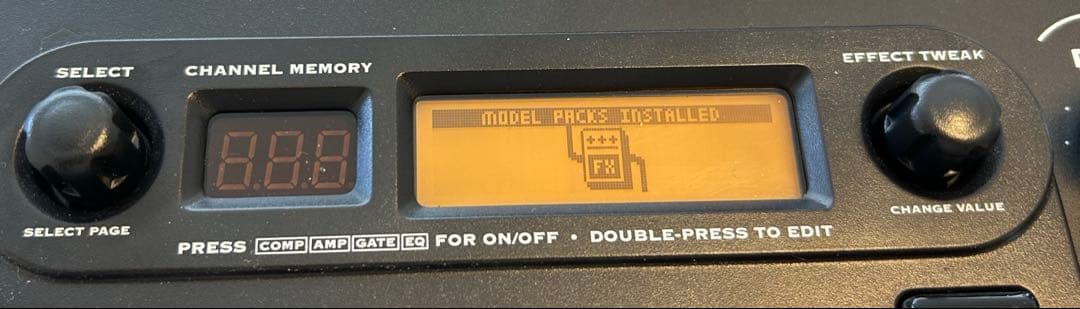 SELECT
CHANNEL MEMORY
EFFECT TWEAK
MODEL PACKS INSTALLED
FX
SELECT PAGE
CHANGE VALUE
PRESS COMP AMP GATE EQ FOR ON/OFF • DOUBLE-PRESS TO EDIT